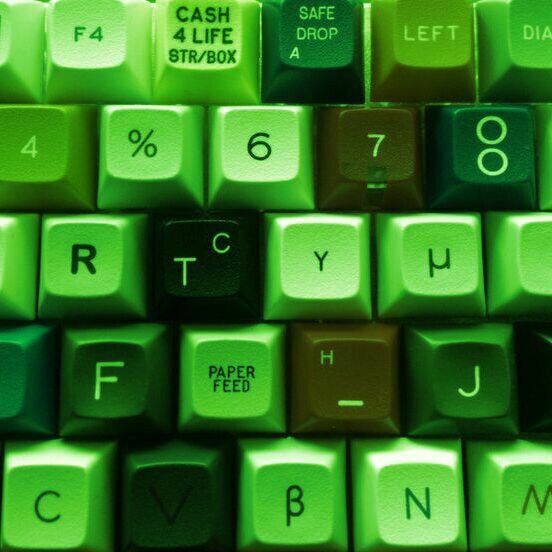 F4
CASH
4 LIFE
STR/BOX
SAFE
DROP
A
LEFT
DIA
4
%
6
7
8
R
T C
Y
μ
F
PAPER
FEED
H
_
J
C
V
β
N
M